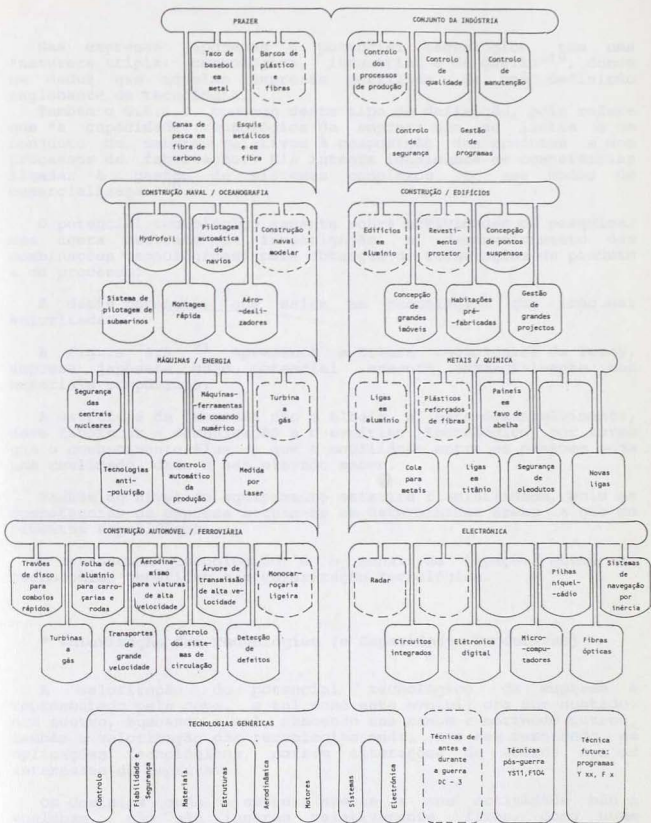 PRAZER
Taco de
basebol
em
metal
Barcos de
plástico
e
fibras
Canas de
pesca em
fibra de
carbono
Esquis
metálicos
e em
fibra
CONJUNTO DA INDÚSTRIA
Controlo
dos
processos
de produção
Controlo
de
qualidade
Controlo
de
manutenção
Controlo
de
segurança
Gestão
de
programas
CONSTRUÇÃO NAVAL / OCEANOGRAFIA
Hydrofoil
Pilotagem
automática
de
navios
Construção
naval
modelar
Sistema de
pilotagem de
submarinos
Montagem
rápida
Aéro-
-desli-
zadores
CONSTRUÇÃO / EDIFÍCIOS
Edifícios
em
aluminio
Revesti-
mento
protetor
Concepção
de pontos
suspensos
Concepção
de
grandes
imóveis
Habitações
pré-
-fabricadas
Gestão
de
grandes
projectos
MÁQUINAS / ENERGIA
Segurança
das
centrais
nucleares
Máquinas-
-ferramentas
de comando
numérico
Turbina
a
gás
Tecnologias
anti-
-poluição
Controlo
automático
da
produção
Medida
por
laser
METAIS / QUÍMICA
Ligas
em
aluminio
Plásticos
reforçados
de fibras
Paineis
em
favo de
abelha
Cola
para
metais
Ligas
em
titânio
Segurança
de
oleodutos
Novas
ligas
CONSTRUÇÃO AUTOMÓVEL / FERROVIÁRIA
Travões
de disco
para
comboios
rápidos
Folha de
aluminio
para carro-
çarias e
rodas
Aerodina-
mismo
para viaturas
de alta
velocidade
Árvore de
transmissão
de alta ve-
locidade
Monocar-
roçaria
ligeira
Turbinas
a
gás
Transportes
de
grande
velocidade
Controlo
dos siste-
mas de
circulação
Detecção
de
defeitos
ELECTRÓNICA
Radar
Pilhas
niquel-
-cádio
Sistemas
de
navegação
por
inércia
Circuitos
integrados
Elétronica
digital
Micro-
-compu-
tadores
Fibras
ópticas
TECNOLOGIAS GENÉRICAS
Controlo
Fiabilidade e
Segurança
Materiais
Estruturas
Aerodinâmica
Motores
Sistemas
Electrónica
Técnicas de
antes e
durante
a guerra
DC - 3
Técnicas
pós-guerra
YS11,F104
Técnica
futura:
programas
Y xx, F x